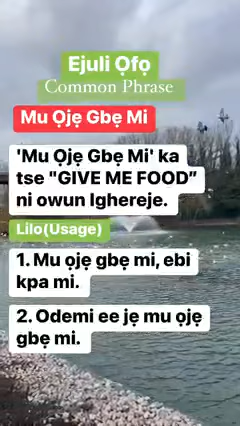 Ejuli Ọfọ
Common Phrase
Mu Ọjẹ Gbẹ Mi
'Mu Ọjẹ Gbẹ Mi' ka
tse "GIVE ME FOOD”
ni owun Ighereje.
Lilo(Usage)
1. Mu ọjẹ gbẹ mi, ebi
kpa mi.
2. Odemi ee jẹ mu ọjẹ
gbẹ mi.